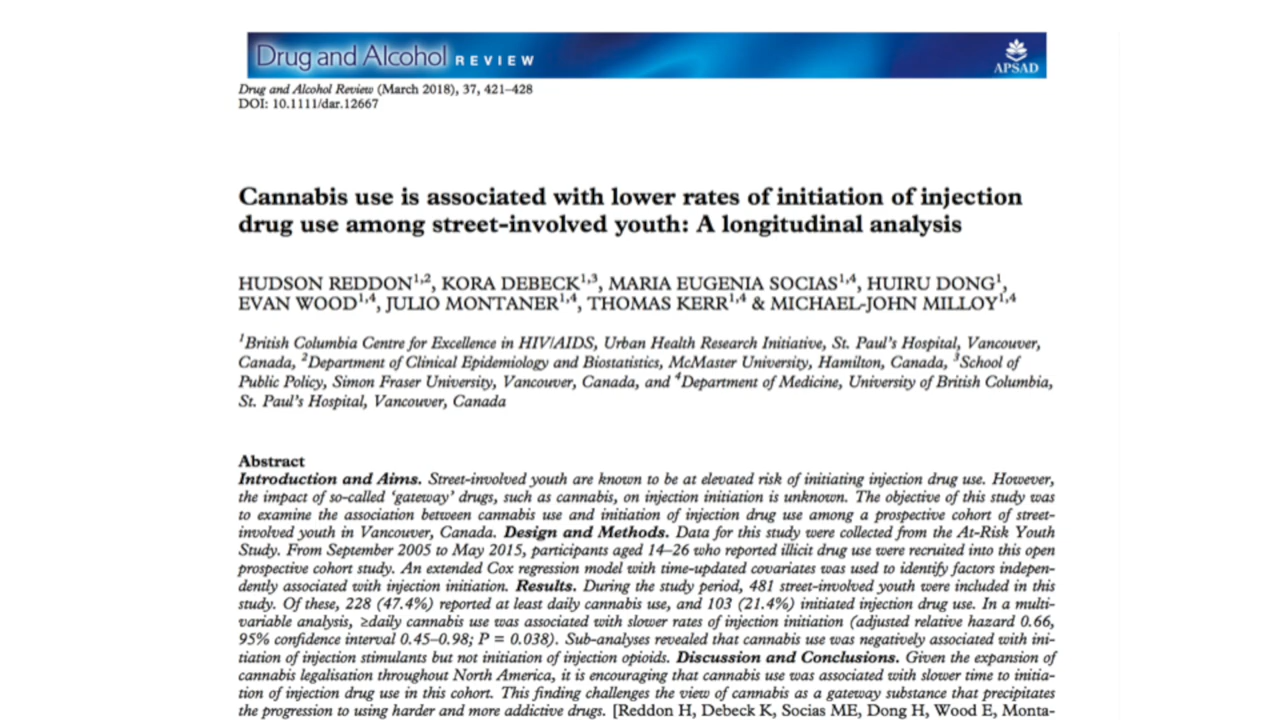 Drug and Alcohol REVIEW
APSAD
Drug and Alcohol Review (March 2018), 37, 421–428
DOI: 10.1111/dar.12667
Cannabis use is associated with lower rates of initiation of injection
drug use among street-involved youth: A longitudinal analysis
HUDSON REDDON¹,², KORA DEBECK¹,³, MARIA EUGENIA SOCIAS¹,⁴, HUIRU DONG¹,
EVAN WOOD¹,⁴, JULIO MONTANER¹,⁴, THOMAS KERR¹,⁴ & MICHAEL-JOHN MILLOY¹,⁴
¹British Columbia Centre for Excellence in HIV/AIDS, Urban Health Research Initiative, St. Paul's Hospital, Vancouver,
Canada, ²Department of Clinical Epidemiology and Biostatistics, McMaster University, Hamilton, Canada, ³School of
Public Policy, Simon Fraser University, Vancouver, Canada, and ⁴Department of Medicine, University of British Columbia,
St. Paul's Hospital, Vancouver, Canada
Abstract
Introduction and Aims. Street-involved youth are known to be at elevated risk of initiating injection drug use. However,
the impact of so-called 'gateway' drugs, such as cannabis, on injection initiation is unknown. The objective of this study was
to examine the association between cannabis use and initiation of injection drug use among a prospective cohort of street-
involved youth in Vancouver, Canada. Design and Methods. Data for this study were collected from the At-Risk Youth
Study. From September 2005 to May 2015, participants aged 14–26 who reported illicit drug use were recruited into this open
prospective cohort study. An extended Cox regression model with time-updated covariates was used to identify factors indepen-
dently associated with injection initiation. Results. During the study period, 481 street-involved youth were included in this
study. Of these, 228 (47.4%) reported at least daily cannabis use, and 103 (21.4%) initiated injection drug use. In a multi-
variable analysis, ≥daily cannabis use was associated with slower rates of injection initiation (adjusted relative hazard 0.66,
95% confidence interval 0.45–0.98; P = 0.038). Sub-analyses revealed that cannabis use was negatively associated with ini-
tiation of injection stimulants but not initiation of injection opioids. Discussion and Conclusions. Given the expansion of
cannabis legalisation throughout North America, it is encouraging that cannabis use was associated with slower time to initia-
tion of injection drug use in this cohort. This finding challenges the view of cannabis as a gateway substance that precipitates
the progression to using harder and more addictive drugs. [Reddon H, Debeck K, Socias ME, Dong H, Wood E, Monta-